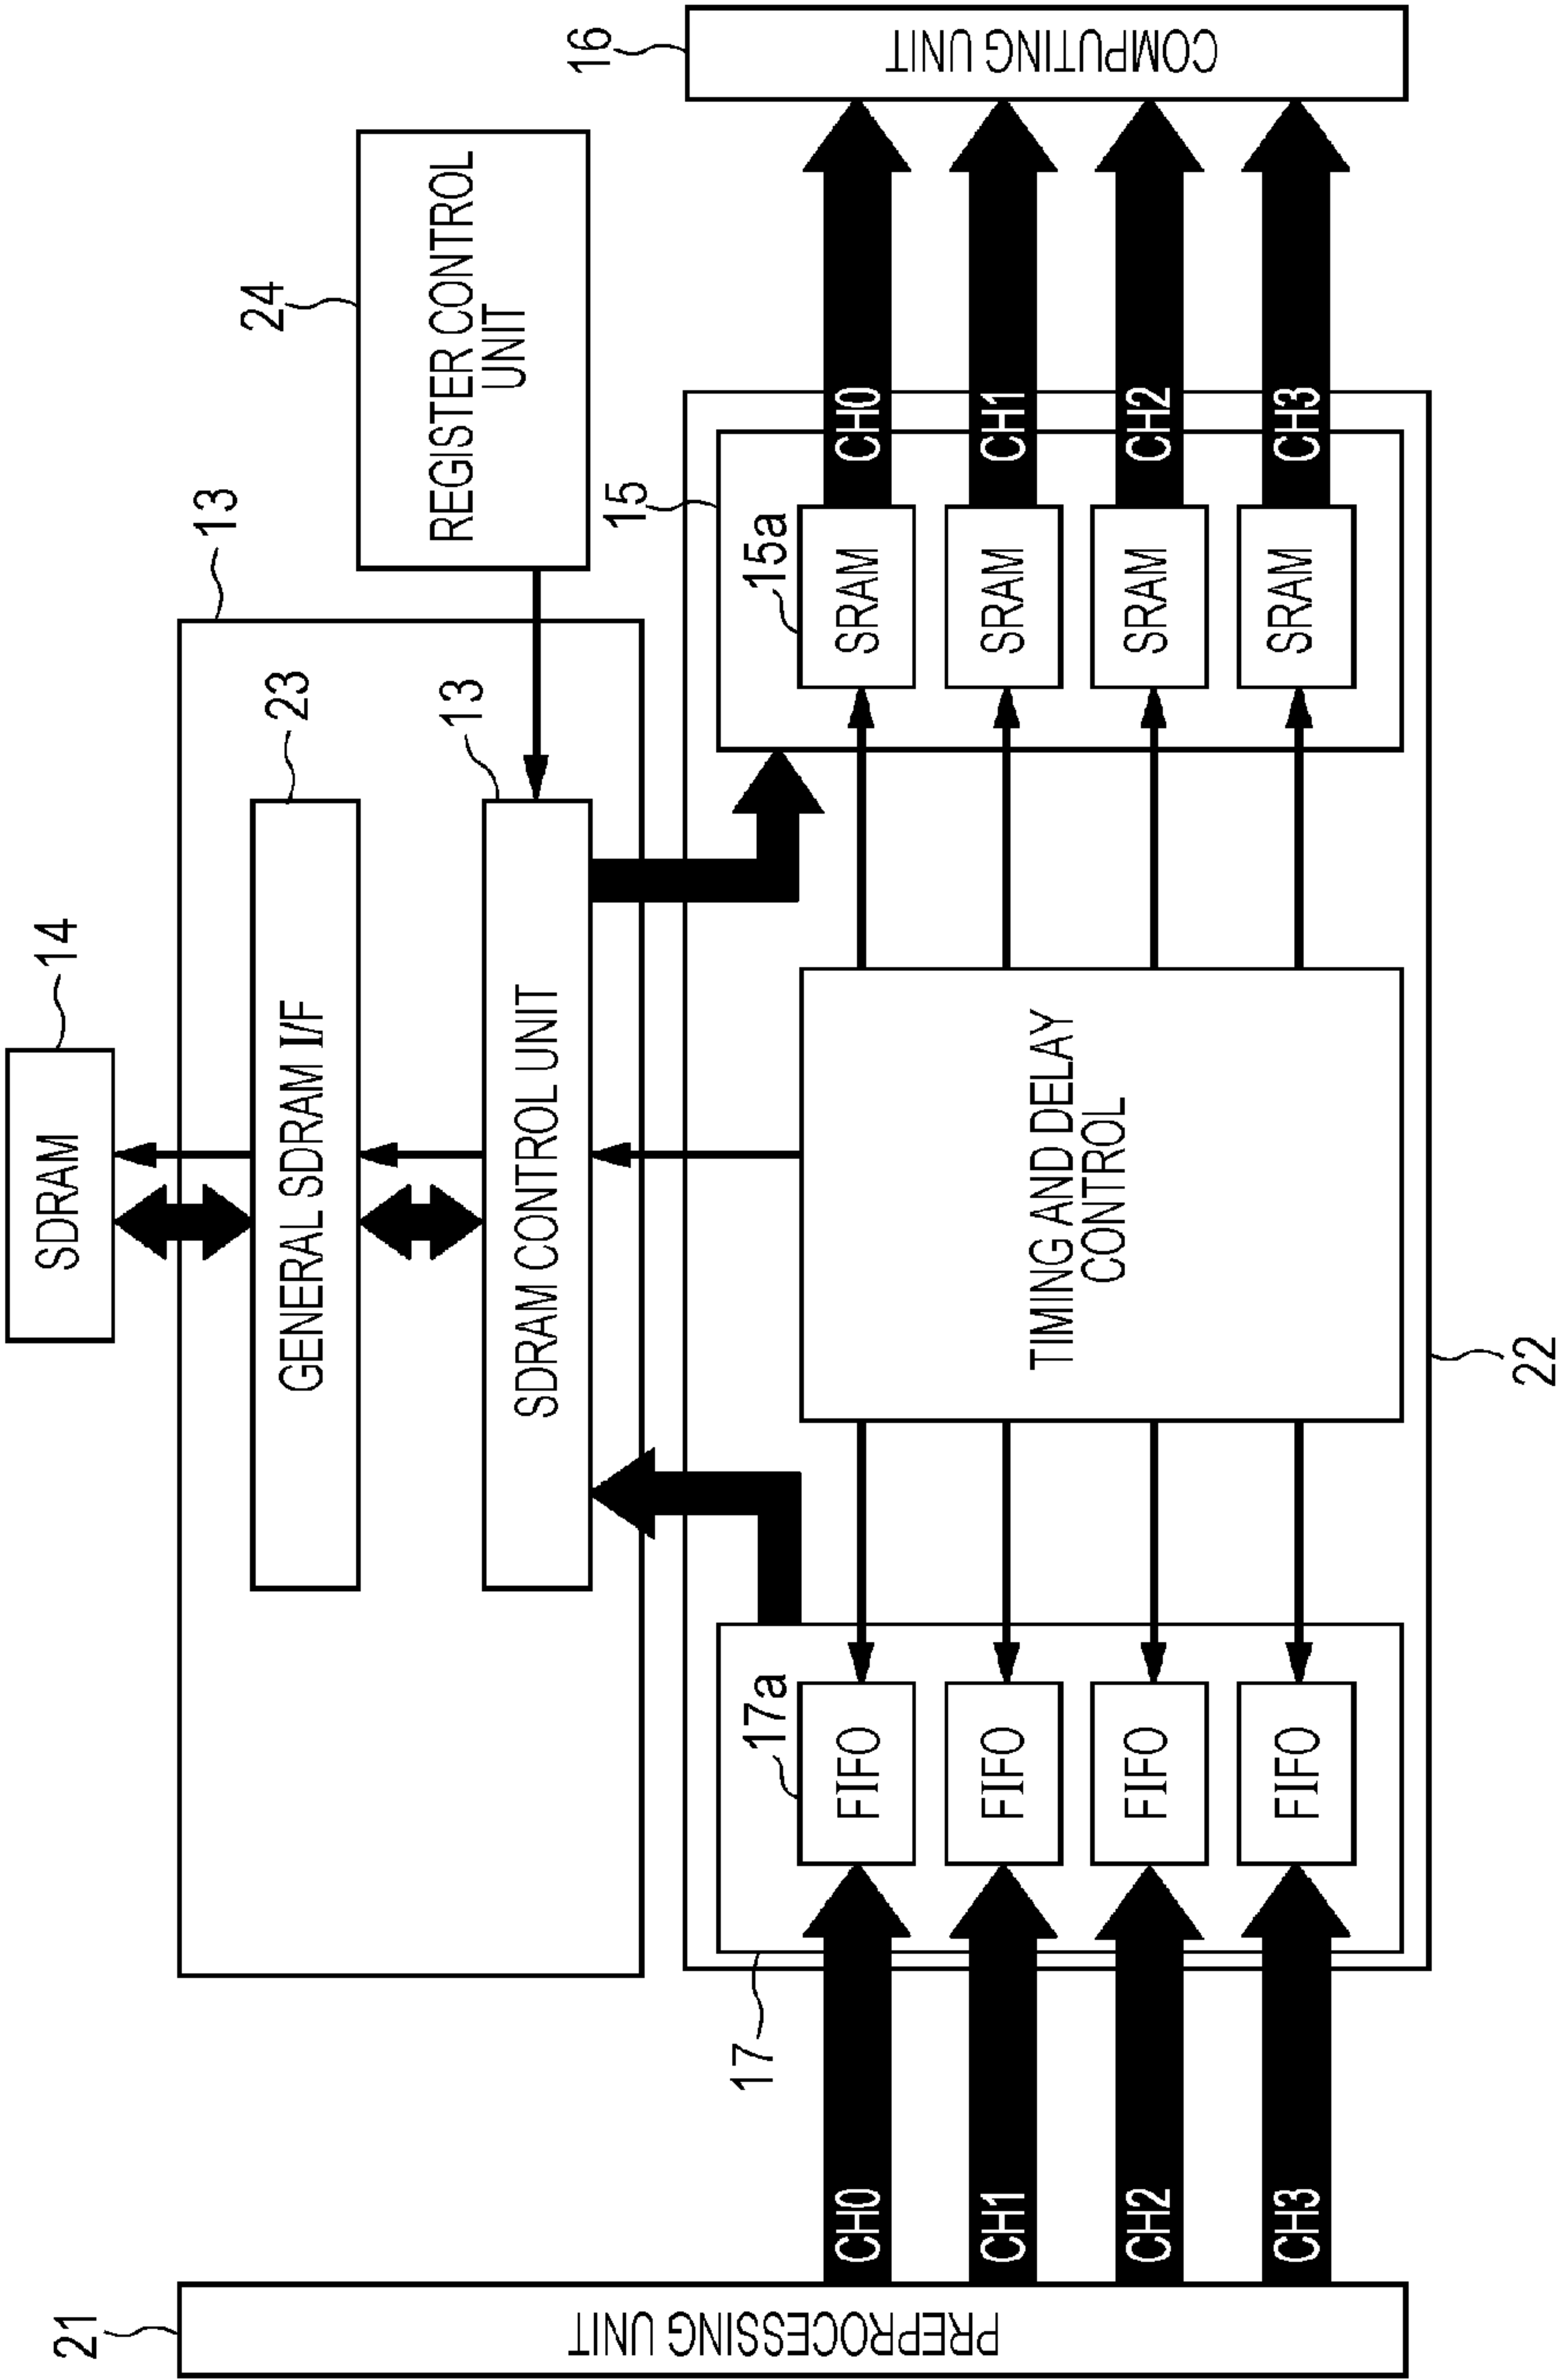 14
SDRAM
13
23
GENERAL SDRAM I/F
24
REGISTER CONTROL
UNIT
13
SDRAM CONTROL UNIT
21
PREPROCESSING UNIT
16
COMPUTING UNIT
17
17a
15
15a
CH0
FIFO
SRAM
CH0
CH1
FIFO
TIMING AND DELAY
CONTROL
SRAM
CH1
CH2
FIFO
SRAM
CH2
CH3
FIFO
SRAM
CH3
22